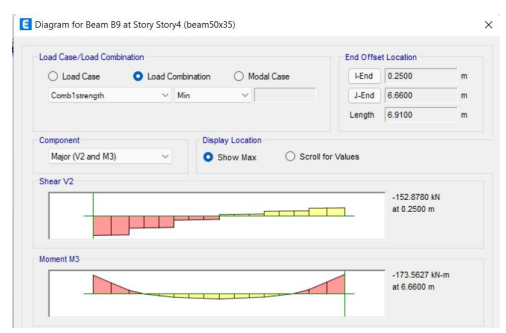 E Diagram for Beam B9 at Story Story4 (beam50x35)
Load Case/Load Combination
Load Case Load Combination Modal Case
Comb1strength Min
End Offset Location
I-End 0.2500 m
J-End 6.6600 m
Length 6.9100 m
Component
Major (V2 and M3)
Display Location
Show Max Scroll for Values
Shear V2
-152.8780 kN
at 0.2500 m
Moment M3
-173.5627 kN-m
at 6.6600 m